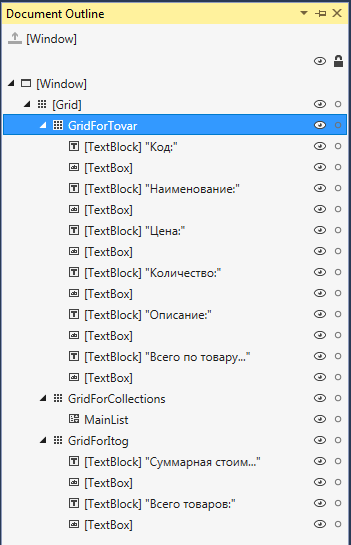 Document Outline
[Window]
[Window]
[Grid]
GridForTovar
[TextBlock] "Код:"
[TextBox]
[TextBlock] "Наименование:"
[TextBox]
[TextBlock] "Цена:"
[TextBox]
[TextBlock] "Количество:"
[TextBox]
[TextBlock] "Описание:"
[TextBox]
[TextBlock] "Всего по товару..."
[TextBox]
GridForCollections
MainList
GridForItog
[TextBlock] "Суммарная стоим..."
[TextBox]
[TextBlock] "Всего товаров:"
[TextBox]